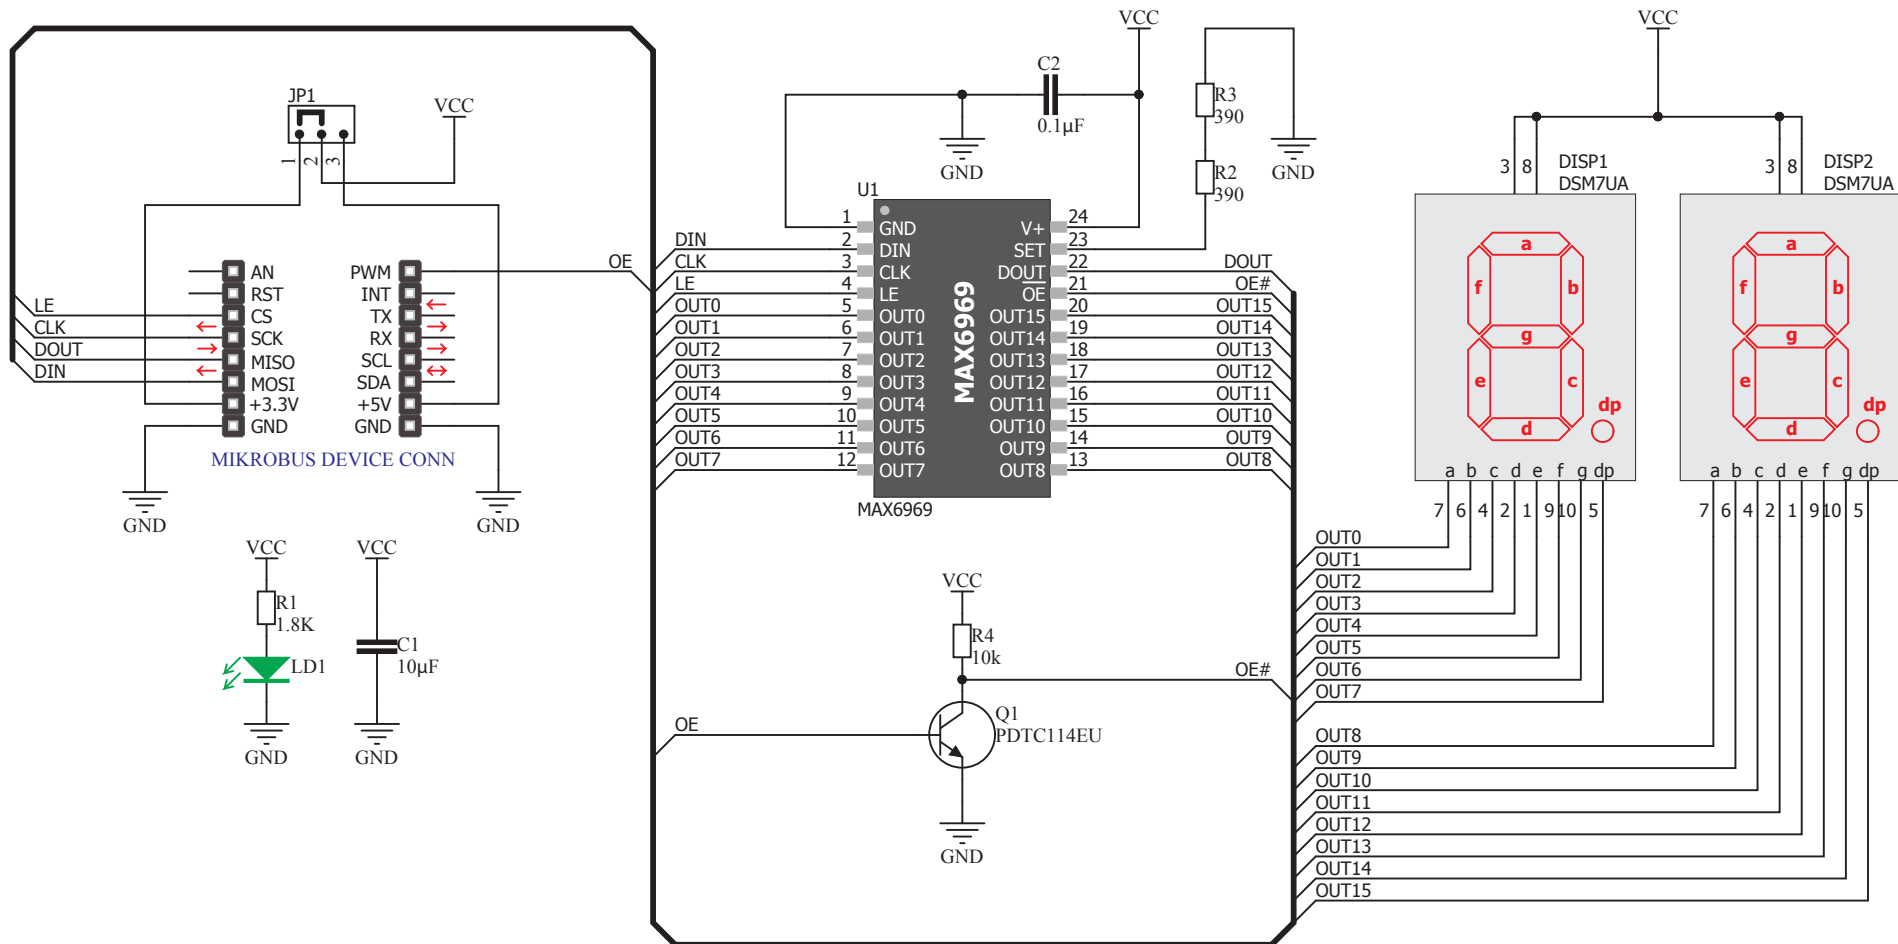 JP1
1
2
3
VCC
LE
CLK
DOUT
DIN
AN
RST
CS
SCK
MISO
MOSI
+3.3V
GND
PWM
INT
TX
RX
SCL
SDA
+5V
GND
OE
MIKROBUS DEVICE CONN
GND
GND
VCC
R1
1.8K
LD1
GND
VCC
C1
10µF
GND
VCC
C2
0.1µF
GND
R3
390
R2
390
GND
U1
DIN
CLK
LE
OUT0
OUT1
OUT2
OUT3
OUT4
OUT5
OUT6
OUT7
1
2
3
4
5
6
7
8
9
10
11
12
GND
DIN
CLK
LE
OUT0
OUT1
OUT2
OUT3
OUT4
OUT5
OUT6
OUT7
MAX6969
V+
SET
DOUT
OE
OUT15
OUT14
OUT13
OUT12
OUT11
OUT10
OUT9
OUT8
24
23
22
21
20
19
18
17
16
15
14
13
DOUT
OE#
OUT15
OUT14
OUT13
OUT12
OUT11
OUT10
OUT9
OUT8
MAX6969
VCC
R4
10k
OE#
OE
Q1
PDTC114EU
GND
VCC
3 8
DISP1
DSM7UA
a
f b
g
e c
dp
d
a b c d e f g dp
7 6 4 2 1 9 10 5
3 8
DISP2
DSM7UA
a
f b
g
e c
dp
d
a b c d e f g dp
7 6 4 2 1 9 10 5
OUT0
OUT1
OUT2
OUT3
OUT4
OUT5
OUT6
OUT7
OUT8
OUT9
OUT10
OUT11
OUT12
OUT13
OUT14
OUT15